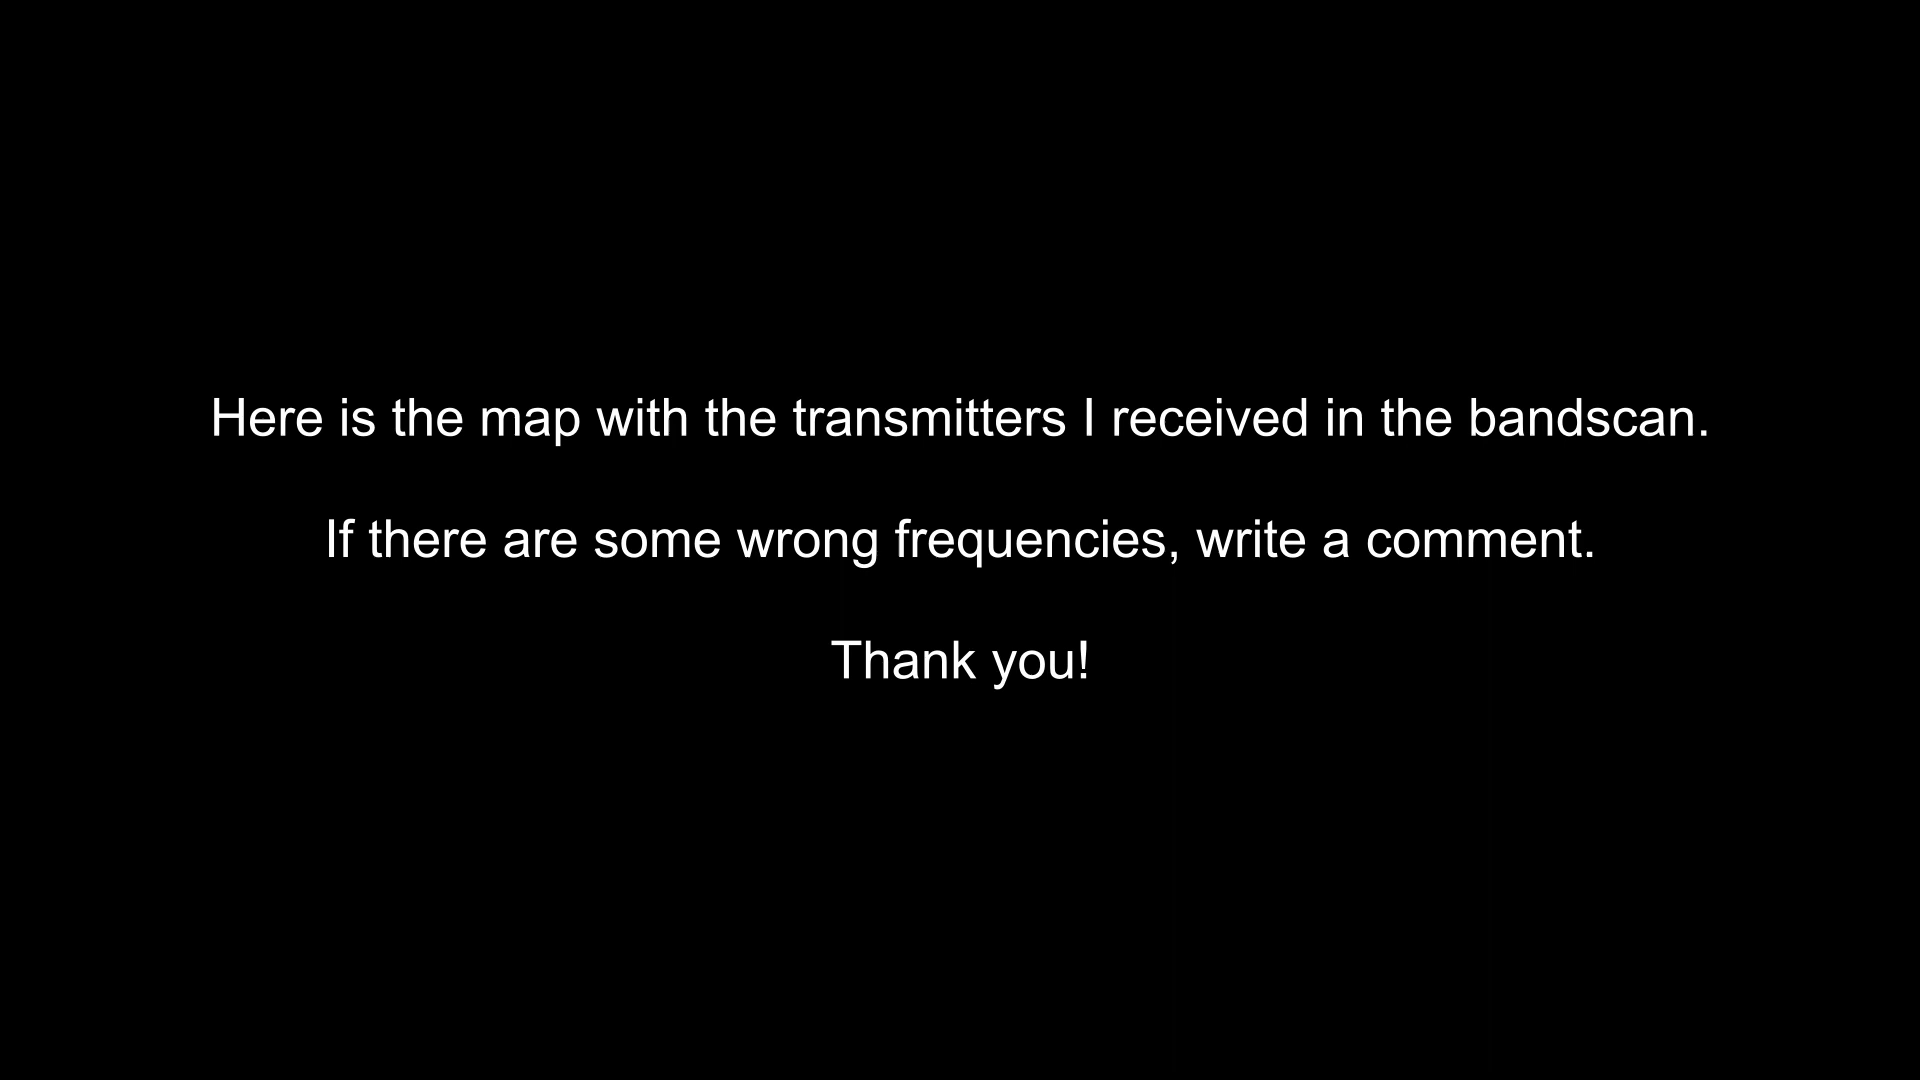 Here is the map with the transmitters I received in the bandscan.
If there are some wrong frequencies, write a comment.
Thank you!